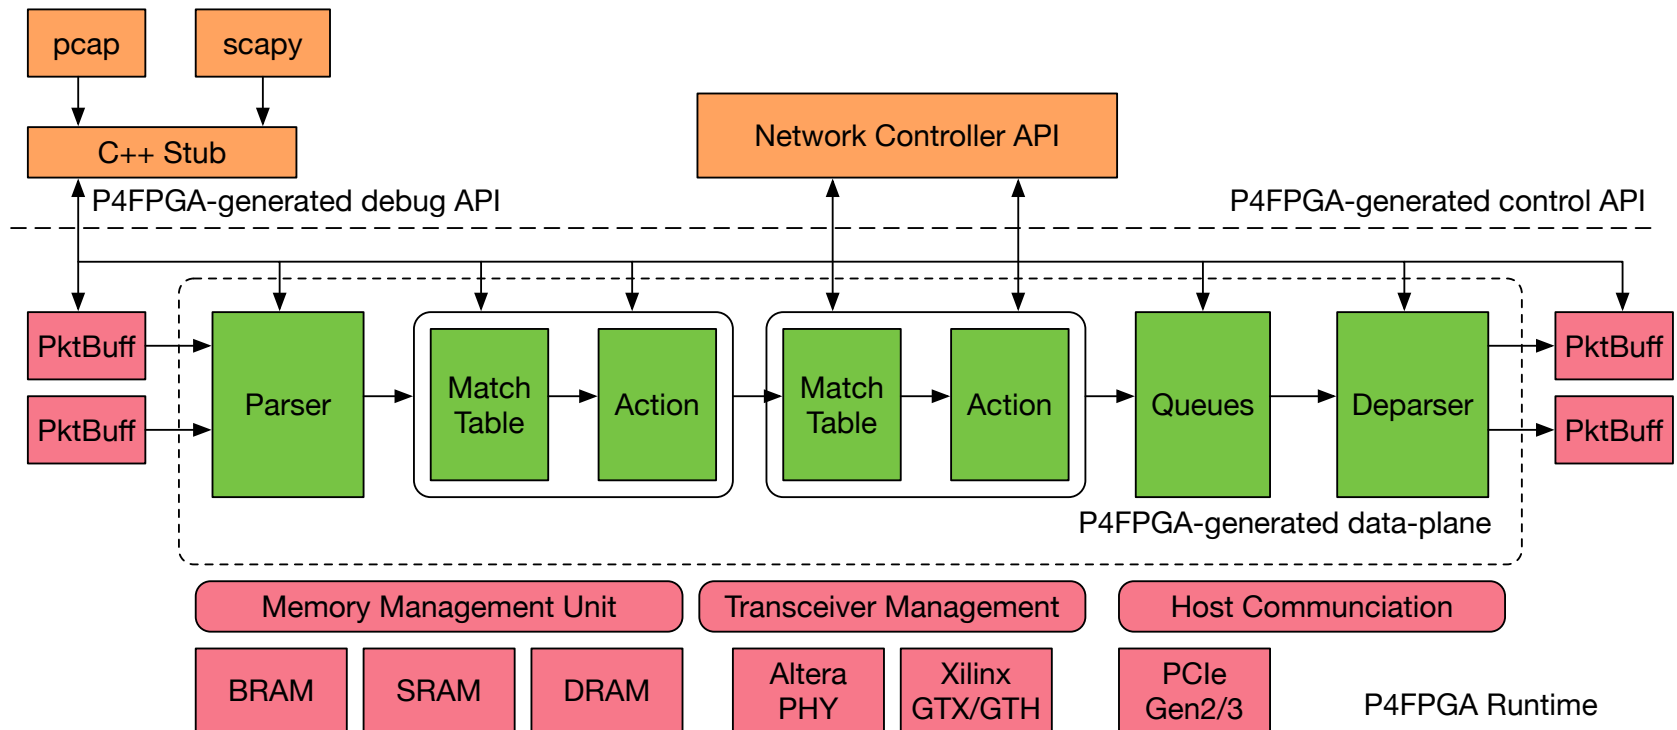 pcap
scapy
C++ Stub
Network Controller API
P4FPGA-generated debug API
P4FPGA-generated control API
PktBuff
PktBuff
Parser
Match
Table
Action
Match
Table
Action
Queues
Deparser
PktBuff
PktBuff
P4FPGA-generated data-plane
Memory Management Unit
Transceiver Management
Host Communciation
BRAM
SRAM
DRAM
Altera
PHY
Xilinx
GTX/GTH
PCIe
Gen2/3
P4FPGA Runtime